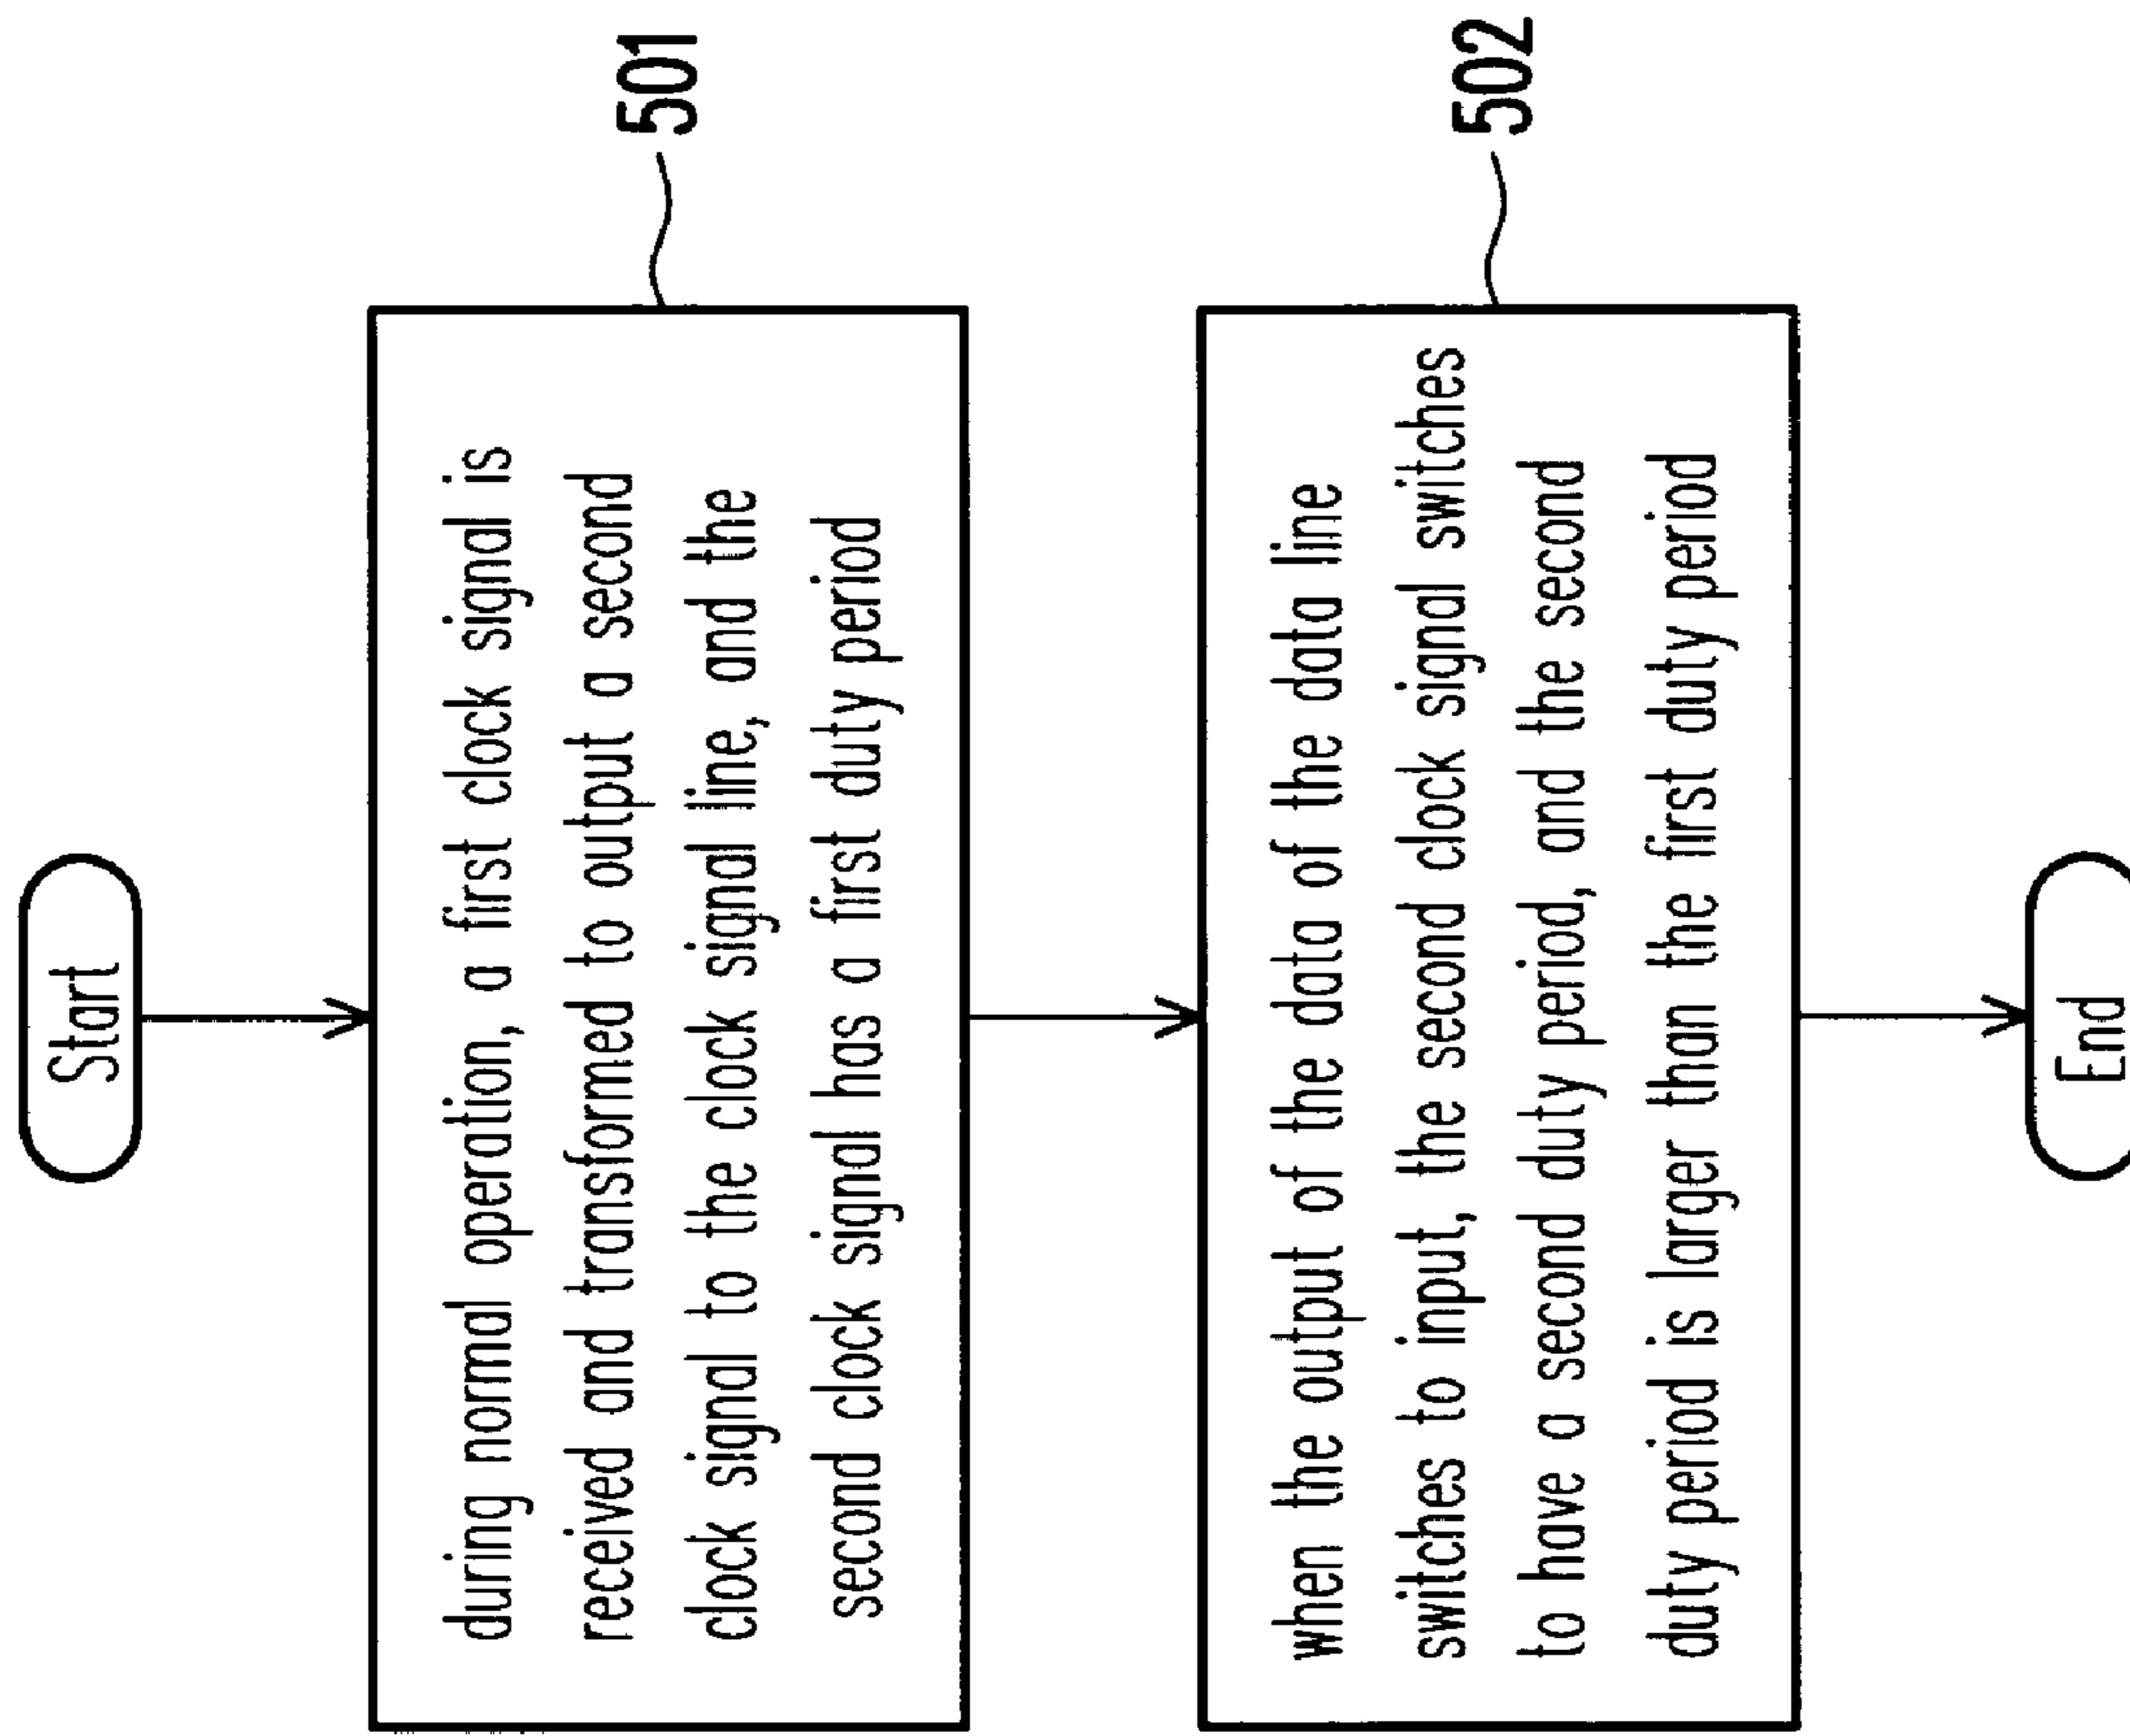 Start
during normal operation, a first clock signal is
received and transformed to output a second
clock signal to the clock signal line, and the
second clock signal has a first duty period
501
when the output of the data of the data line
switches to input, the second clock signal switches
to have a second duty period, and the second
duty period is larger than the first duty period
502
End